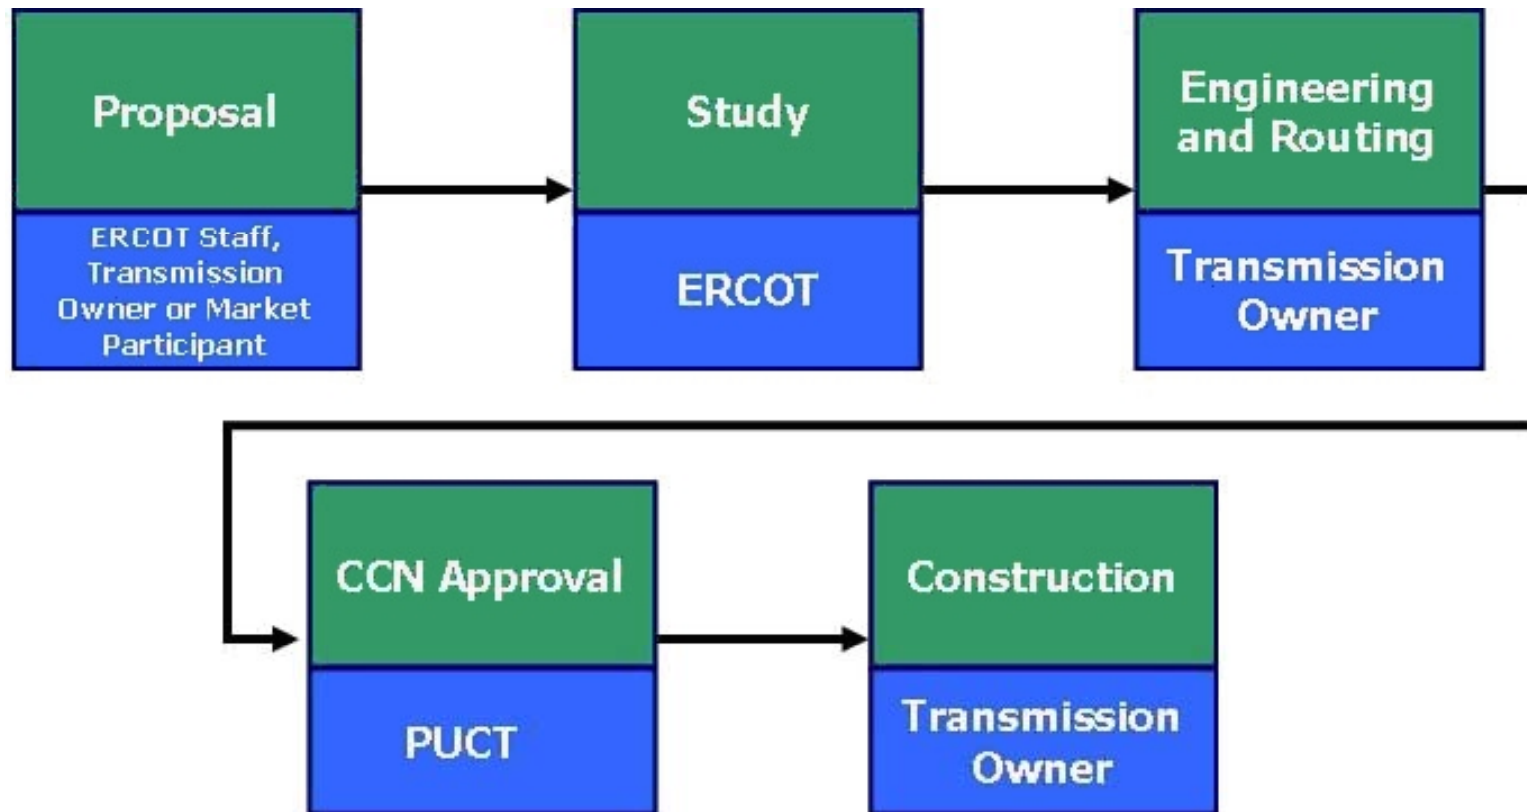 Proposal
ERCOT Staff,
Transmission
Owner or Market
Participant
Study
ERCOT
Engineering
and Routing
Transmission
Owner
CCN Approval
PUCT
Construction
Transmission
Owner